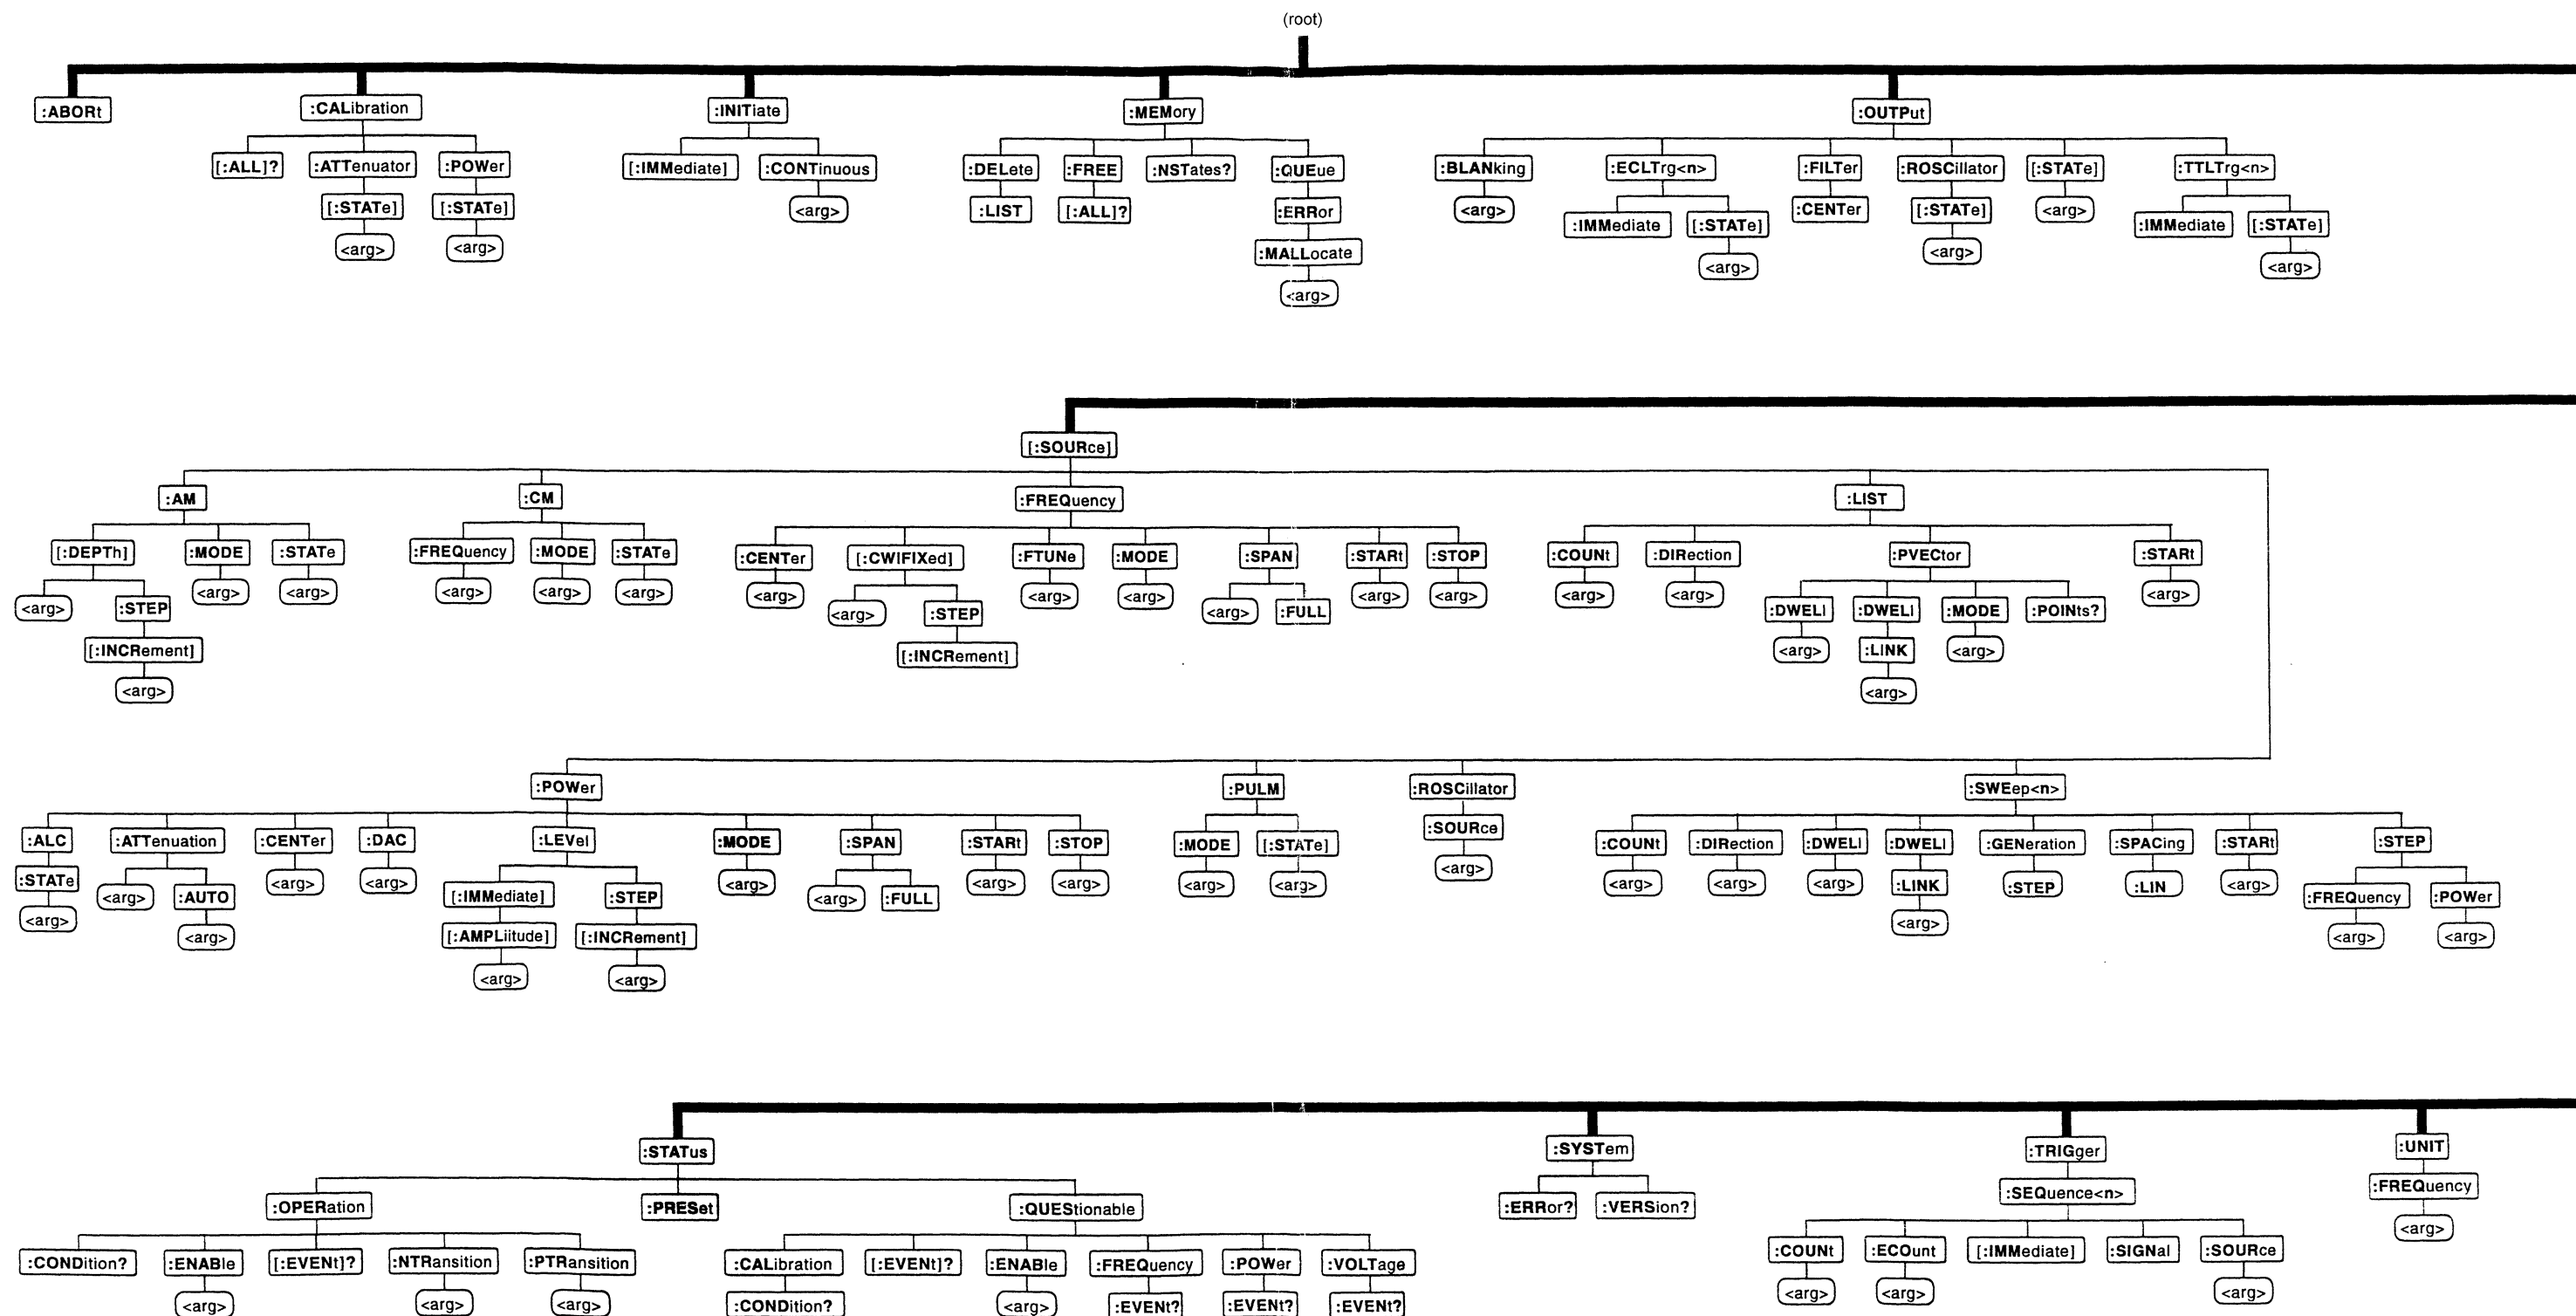 (root)
:ABORt :CALibration :INITiate :MEMory :OUTPut
[:ALL]? :ATTenuator :POWer [:IMMediate] :CONTinuous :DELete :FREE :NSTates? :QUEue :BLANking :ECLTrg<n> :FILTer :ROSCillator [:STATe] :TTLTrg<n>
[:STATe] [:STATe] <arg> :LIST [:ALL]? :ERRor <arg> :IMMediate [:STATe] :CENTer [:STATe] <arg> :IMMediate [:STATe]
<arg> <arg> :MALLocate <arg> <arg> <arg>
<arg>
[:SOURce]
:AM :CM :FREQuency :LIST
[:DEPTh] :MODE :STATe :FREQuency :MODE :STATe :CENTer [:CWIFIXed] :FTUNe :MODE :SPAN :STARt :STOP :COUNt :DIRection :PVECtor :STARt
<arg> :STEP <arg> <arg> <arg> <arg> <arg> <arg> <arg> :STEP <arg> <arg> <arg> :FULL <arg> <arg> <arg> <arg> :DWELl :DWELl :MODE :POINts? <arg>
[:INCRement] [:INCRement] <arg> :LINK <arg>
<arg> <arg>
:POWer :PULM :ROSCillator :SWEep<n>
:ALC :ATTenuation :CENTer :DAC :LEVel :MODE :SPAN :STARt :STOP :MODE [:STATe] :SOURce :COUNt :DIRection :DWELl :DWELl :GENeration :SPACing :STARt :STEP
:STATe <arg> :AUTO <arg> <arg> [:IMMediate] :STEP <arg> <arg> :FULL <arg> <arg> <arg> <arg> <arg> <arg> <arg> <arg> :LINK :STEP :LIN <arg> :FREQuency :POWer
<arg> <arg> [:AMPLiitude] [:INCRement] <arg> <arg> <arg>
<arg> <arg>
:STATus :SYSTem :TRIGger :UNIT
:OPERation :PRESet :QUEStionable :ERRor? :VERSion? :SEQuence<n> :FREQuency
:CONDition? :ENABle [:EVENt]? :NTRansition :PTRansition :CALibration [:EVENt]? :ENABle :FREQuency :POWer :VOLTage :COUNt :ECOunt [:IMMediate] :SIGNal :SOURce <arg>
<arg> <arg> <arg> :CONDition? <arg> :EVENt? :EVENt? :EVENt? <arg> <arg> <arg>